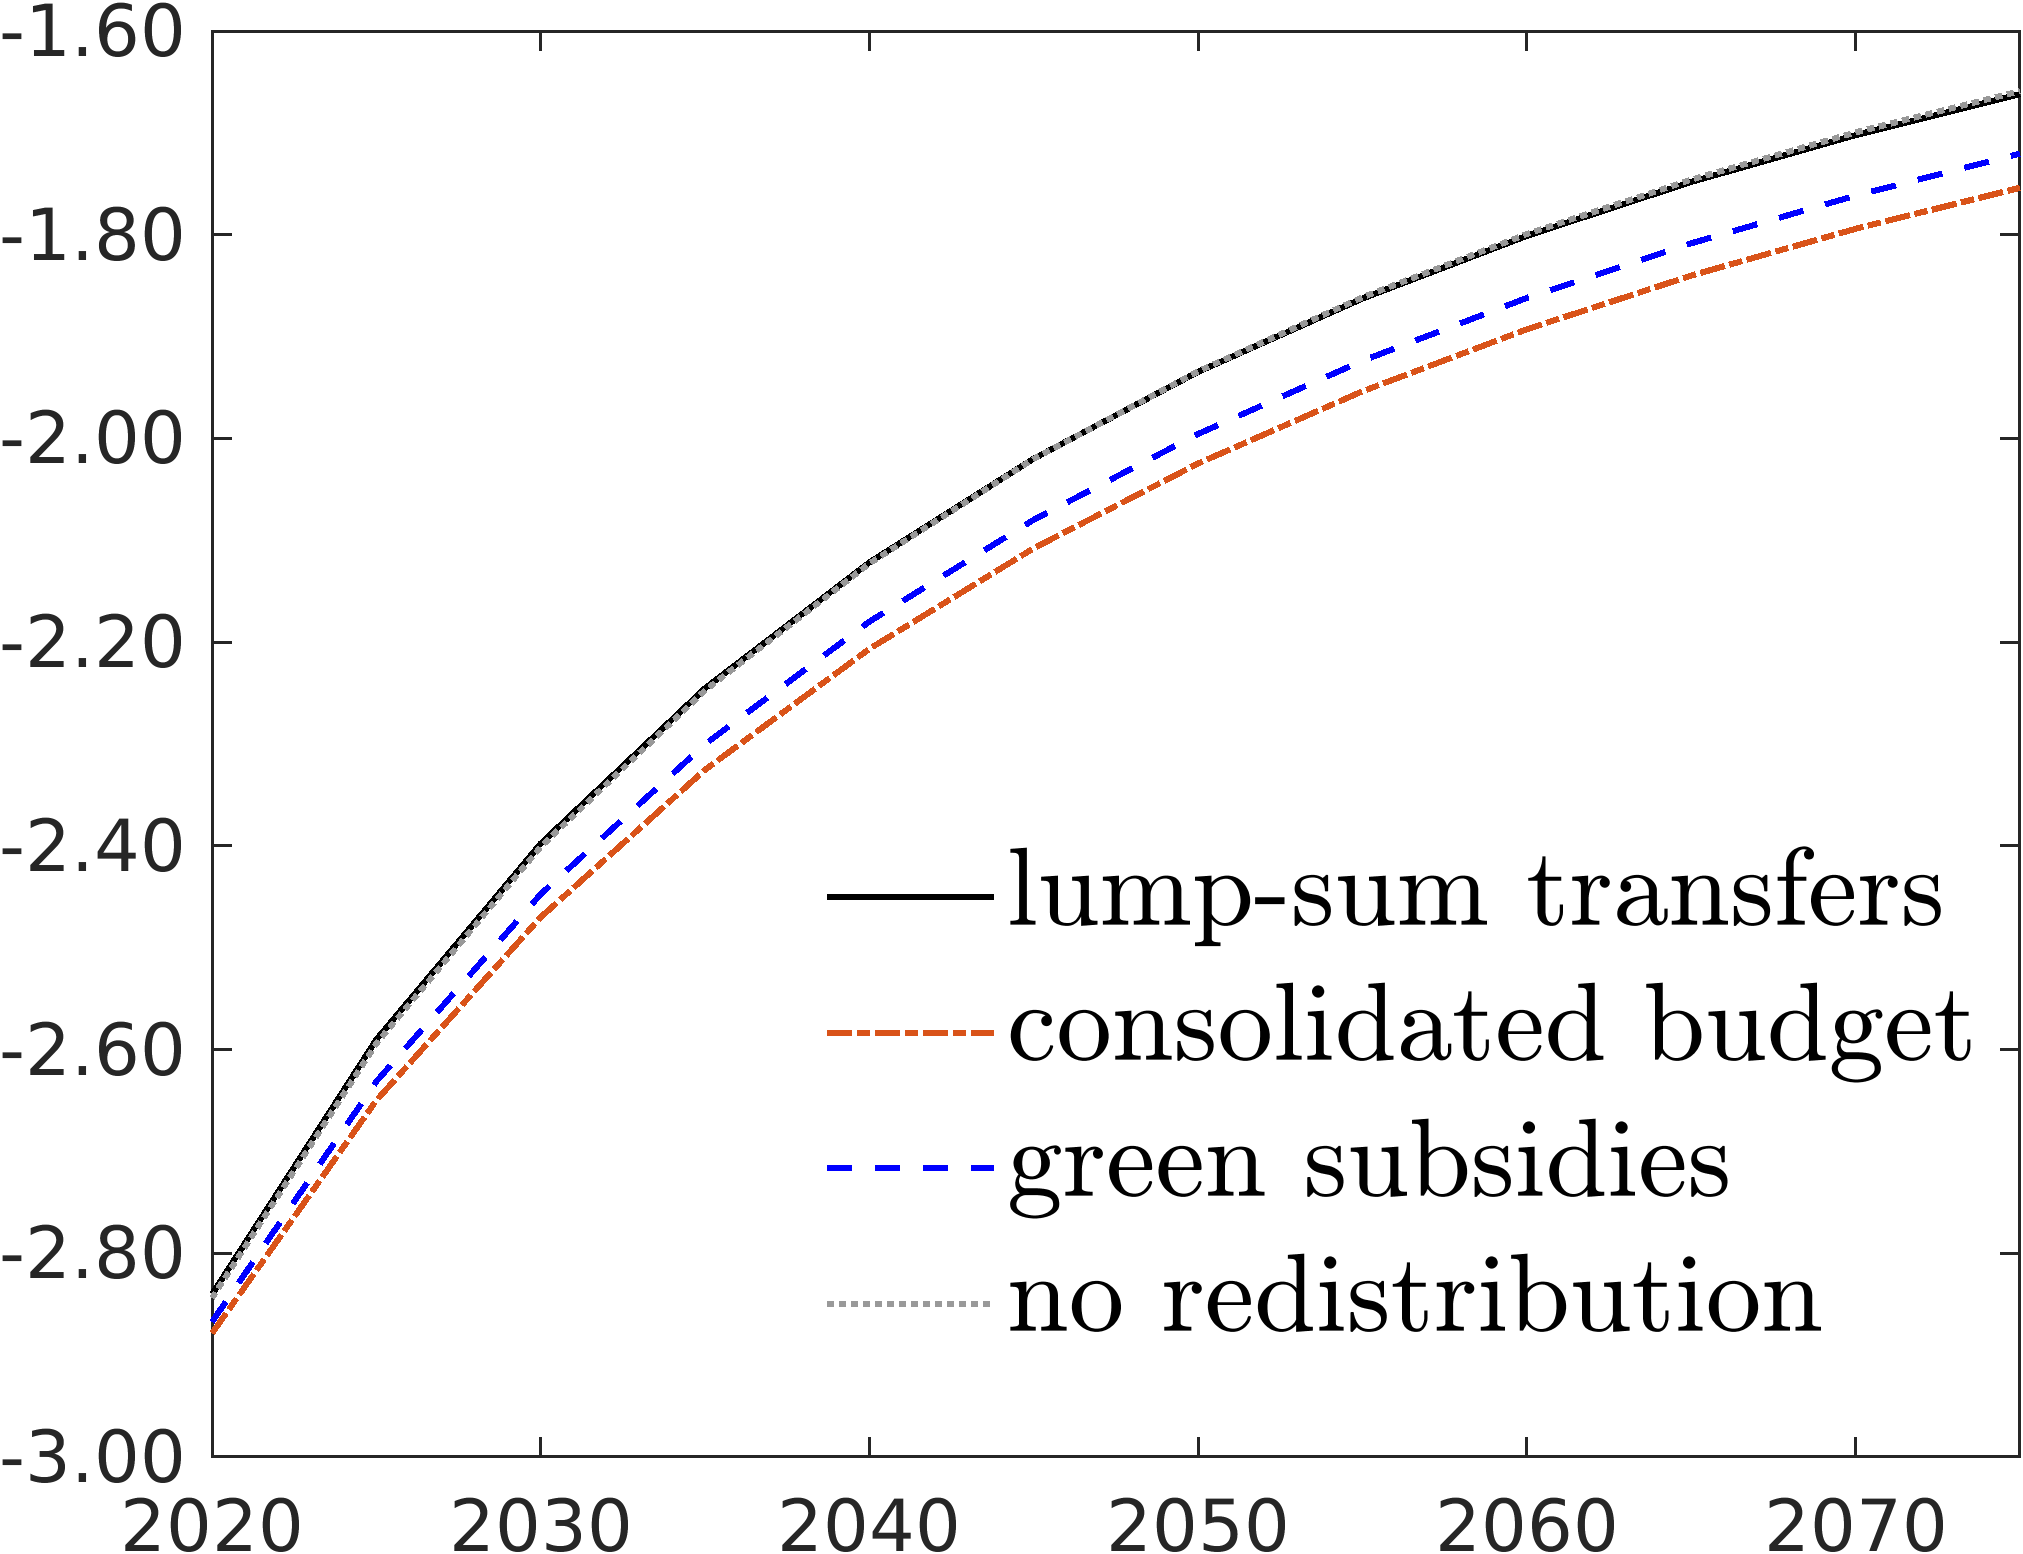 -1.60
-1.80
-2.00
-2.20
-2.40
-2.60
-2.80
-3.00
2020 2030 2040 2050 2060 2070
lump-sum transfers
consolidated budget
green subsidies
no redistribution